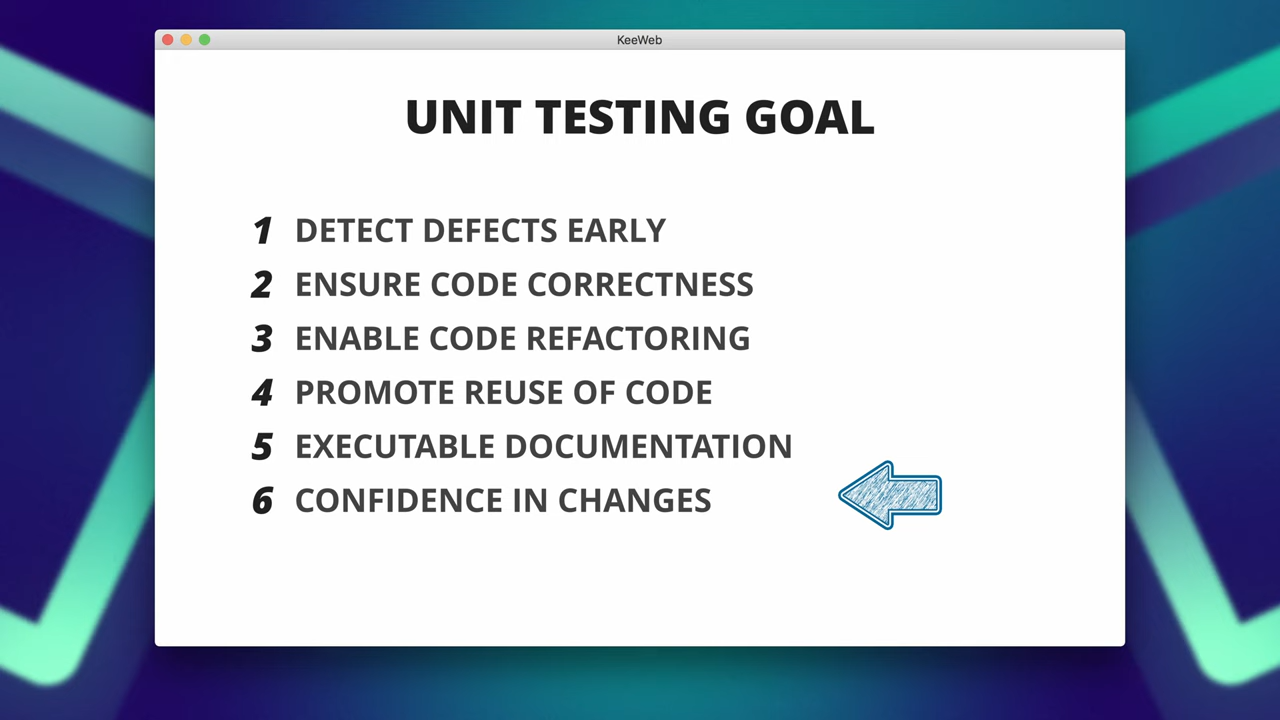 KeeWeb
UNIT TESTING GOAL
1 DETECT DEFECTS EARLY
2 ENSURE CODE CORRECTNESS
3 ENABLE CODE REFACTORING
4 PROMOTE REUSE OF CODE
5 EXECUTABLE DOCUMENTATION
6 CONFIDENCE IN CHANGES